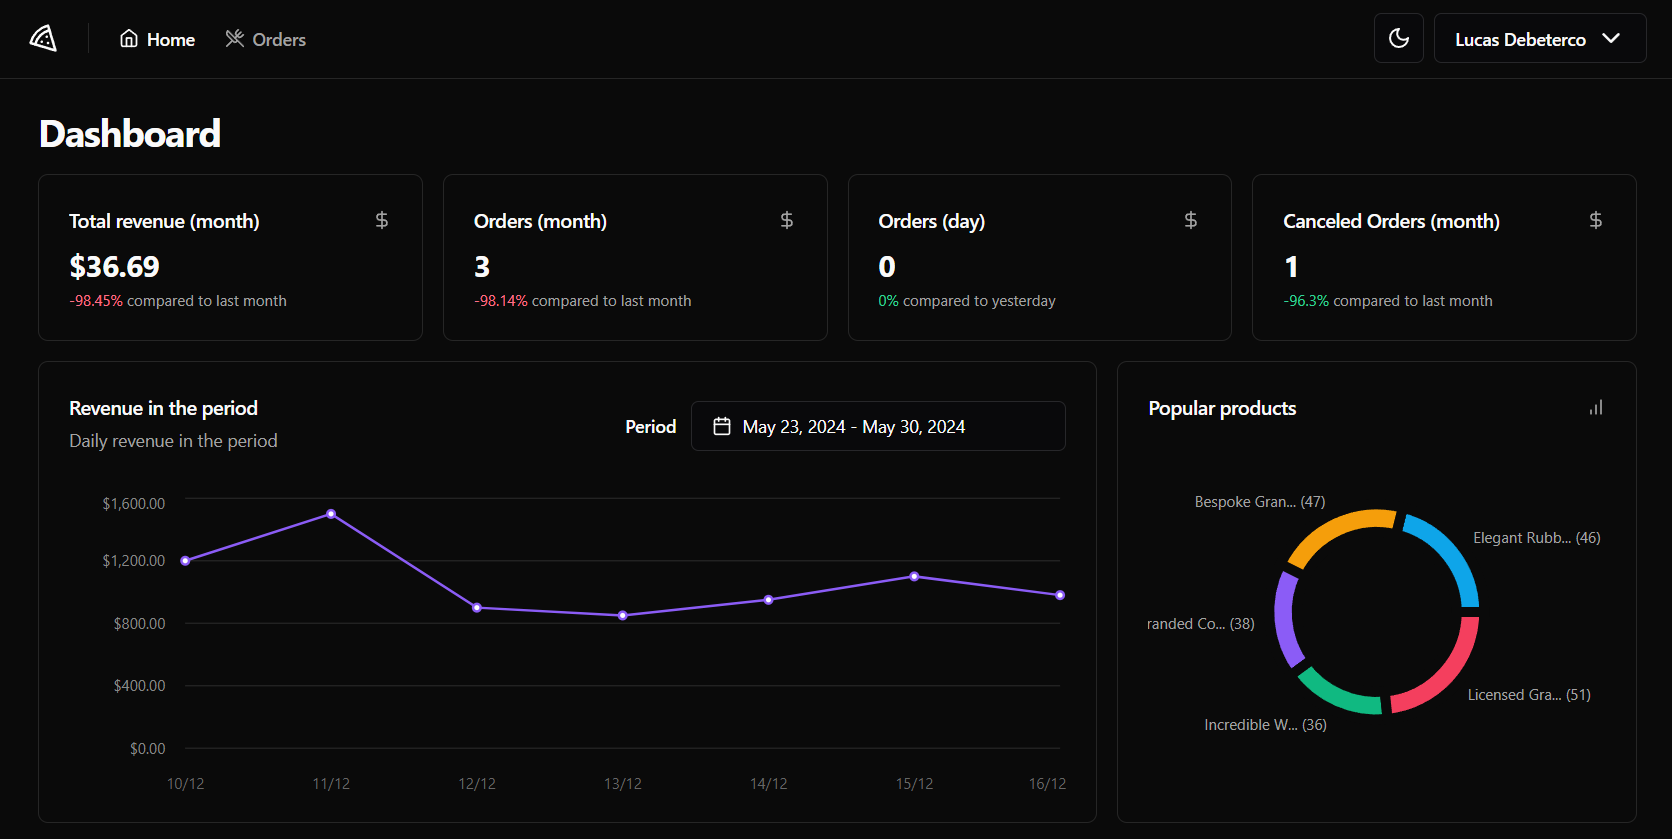 Home
Orders
Lucas Debeterco
Dashboard
Total revenue (month)
$
$36.69
-98.45% compared to last month
Orders (month)
$
3
-98.14% compared to last month
Orders (day)
$
0
0% compared to yesterday
Canceled Orders (month)
$
1
-96.3% compared to last month
Revenue in the period
Daily revenue in the period
Period
May 23, 2024 - May 30, 2024
$1,600.00
$1,200.00
$800.00
$400.00
$0.00
10/12
11/12
12/12
13/12
14/12
15/12
16/12
Popular products
Bespoke Gran... (47)
Elegant Rubb... (46)
randed Co... (38)
Licensed Gra... (51)
Incredible W... (36)